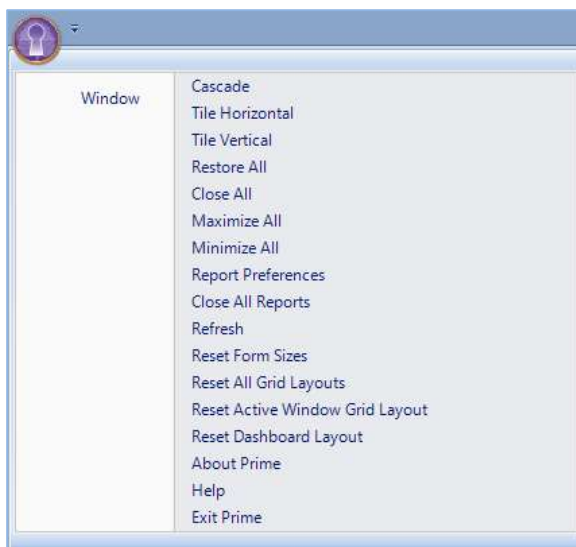 Window
Cascade
Tile Horizontal
Tile Vertical
Restore All
Close All
Maximize All
Minimize All
Report Preferences
Close All Reports
Refresh
Reset Form Sizes
Reset All Grid Layouts
Reset Active Window Grid Layout
Reset Dashboard Layout
About Prime
Help
Exit Prime